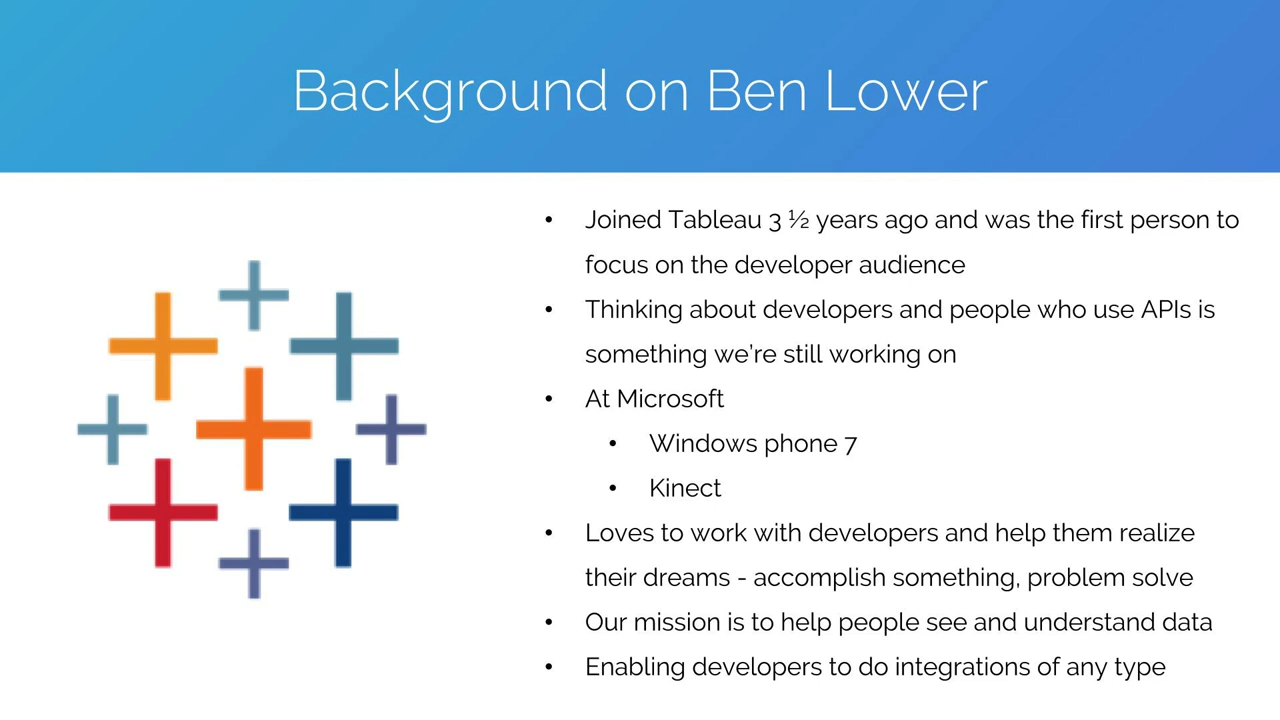 Background on Ben Lower
• Joined Tableau 3 ½ years ago and was the first person to
focus on the developer audience
• Thinking about developers and people who use APIs is
something we're still working on
• At Microsoft
• Windows phone 7
• Kinect
• Loves to work with developers and help them realize
their dreams - accomplish something, problem solve
• Our mission is to help people see and understand data
• Enabling developers to do integrations of any type